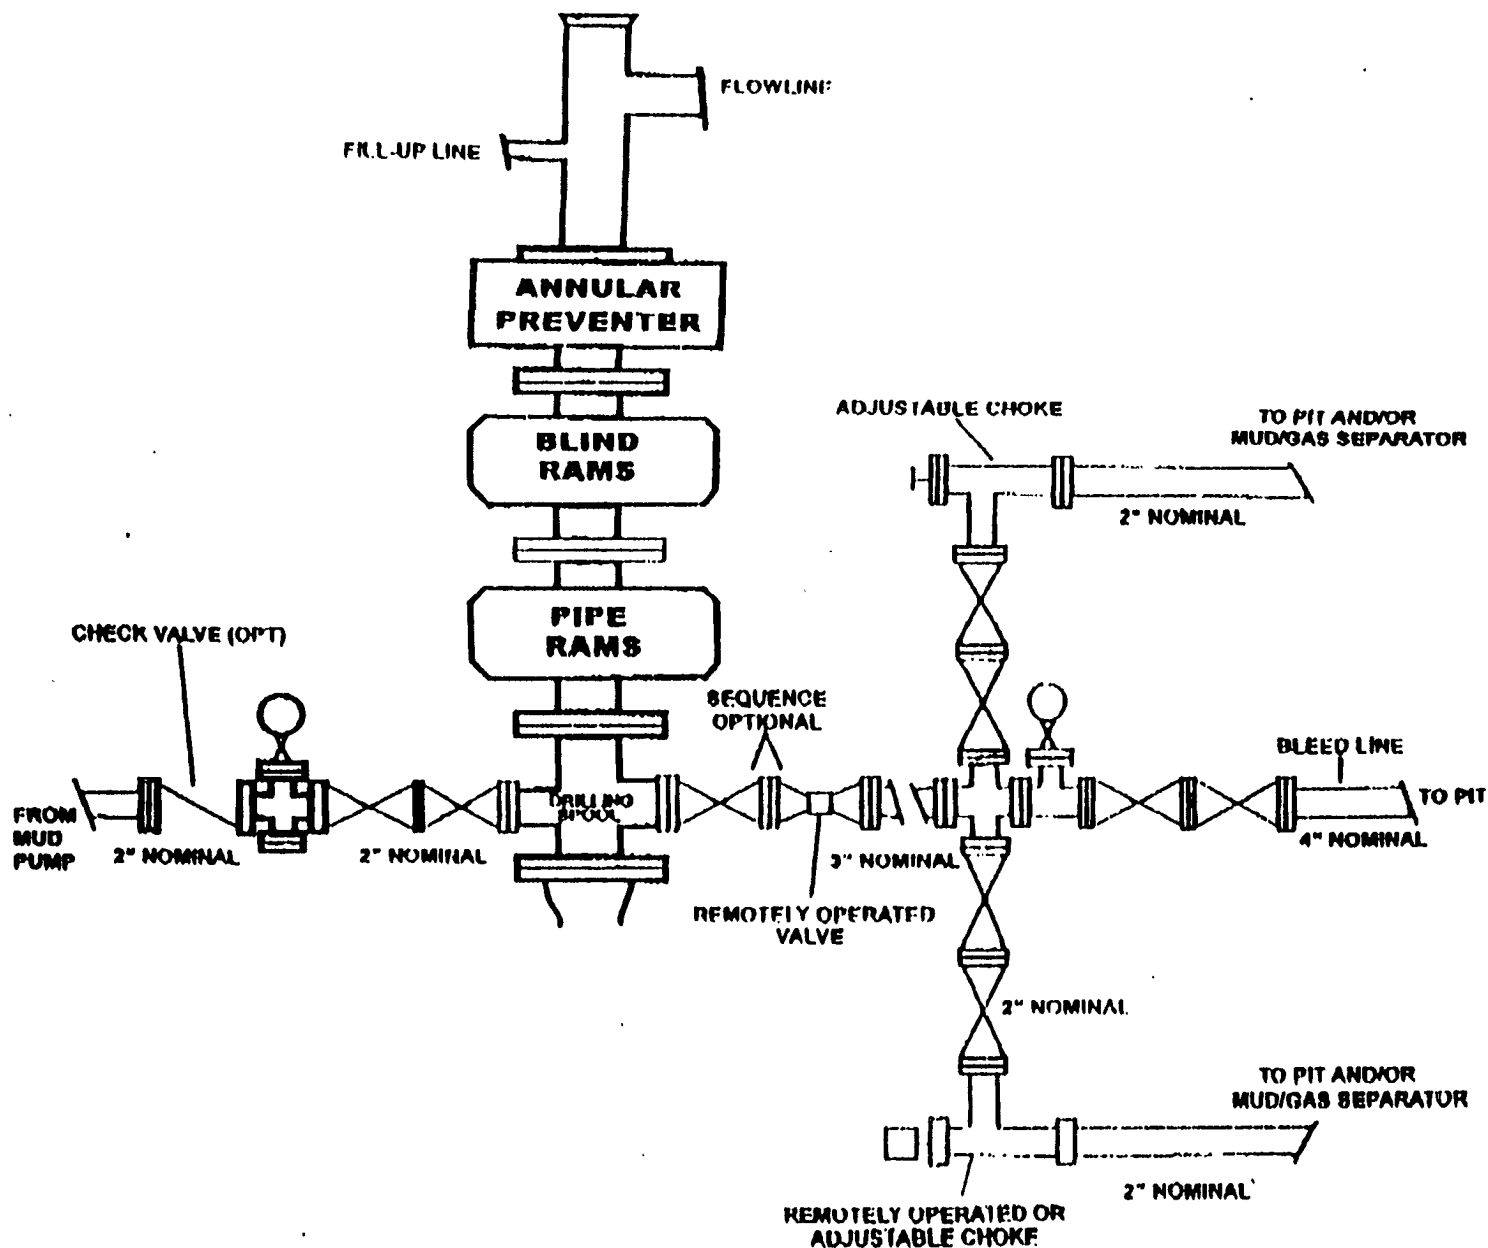 FLOWLINE
FILL-UP LINE
ANNULAR
PREVENTER
ADJUSTABLE CHOKE
TO PIT AND/OR
MUD/GAS SEPARATOR
BLIND
RAMS
2" NOMINAL
PIPE
RAMS
CHECK VALVE (OPT)
SEQUENCE
OPTIONAL
BLEED LINE
DRILLING
SPOOL
TO PIT
FROM
MUD
PUMP
2" NOMINAL
2" NOMINAL
3" NOMINAL
4" NOMINAL
REMOTELY OPERATED
VALVE
2" NOMINAL
TO PIT AND/OR
MUD/GAS SEPARATOR
2" NOMINAL
REMOTELY OPERATED OR
ADJUSTABLE CHOKE